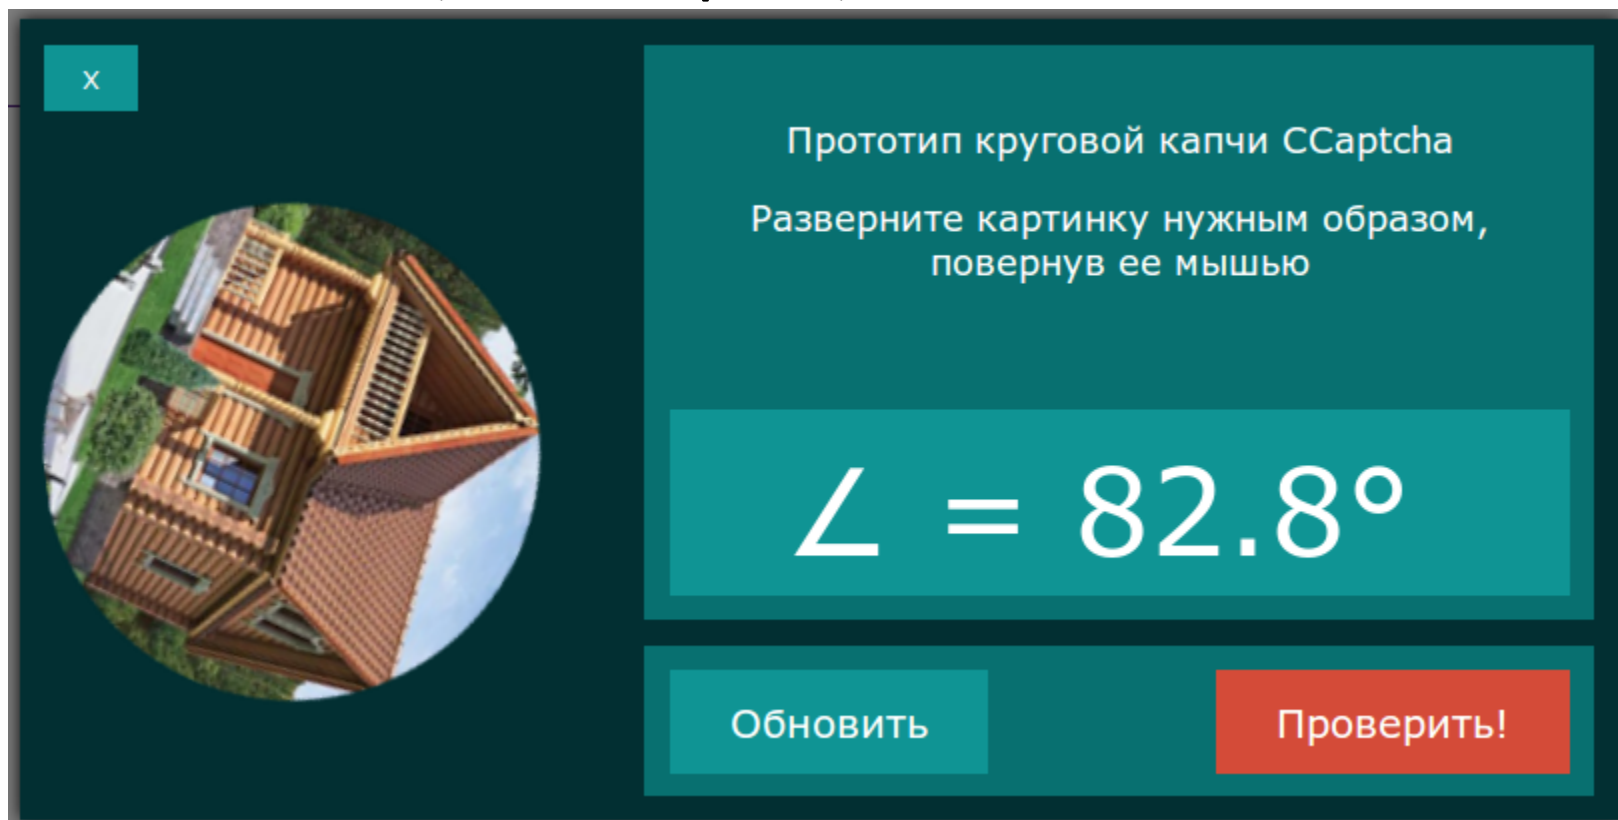 x
Прототип круговой капчи CCaptcha
Разверните картинку нужным образом,
повернув ее мышью
∠ = 82.8°
Обновить
Проверить!